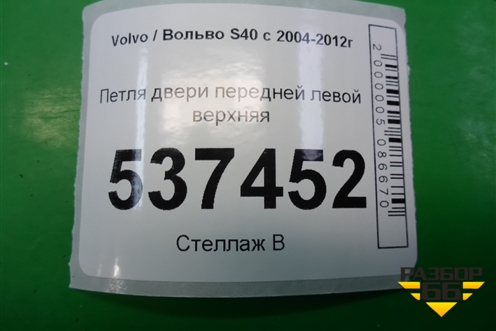 Volvo / Вольво S40 с 2004-2012г
Петля двери передней левой
верхняя
537452
Стеллаж В
2000005086670
РАЗБОР
66